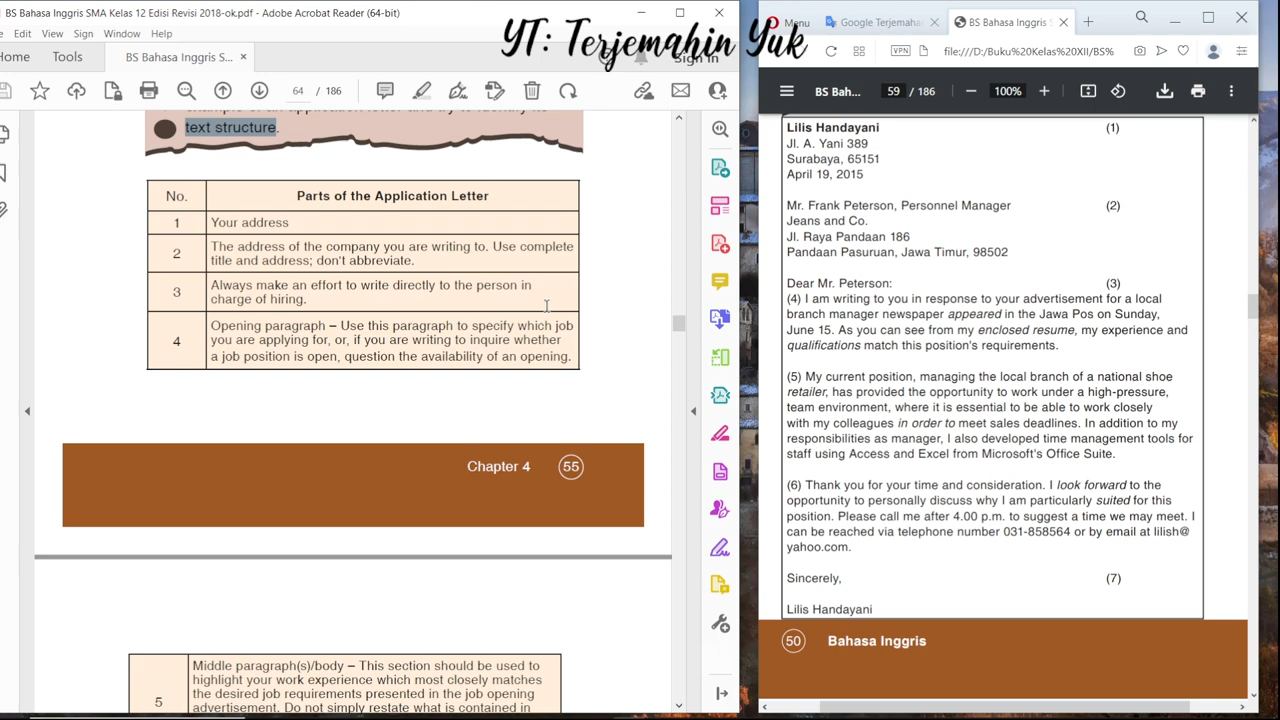 BS Bahasa Inggris SMA Kelas 12 Edisi Revisi 2018-ok.pdf - Adobe Acrobat Reader (64-bit)
YT: Terjemahin Yuk
Edit View Sign Window Help
Home Tools BS Bahasa Inggris S... × Sign In
64 / 186
text structure.
No. Parts of the Application Letter
1 Your address
2 The address of the company you are writing to. Use complete
title and address; don't abbreviate.
3 Always make an effort to write directly to the person in
charge of hiring.
4 Opening paragraph – Use this paragraph to specify which job
you are applying for, or, if you are writing to inquire whether
a job position is open, question the availability of an opening.
Chapter 4 55
5 Middle paragraph(s)/body – This section should be used to
highlight your work experience which most closely matches
the desired job requirements presented in the job opening
advertisement. Do not simply restate what is contained in
Menu Google Terjemahan BS Bahasa Inggris S
VPN file:///D:/Buku%20Kelas%20XII/BS%
BS Bah... 59 / 186 100%
Lilis Handayani (1)
Jl. A. Yani 389
Surabaya, 65151
April 19, 2015
Mr. Frank Peterson, Personnel Manager (2)
Jeans and Co.
Jl. Raya Pandaan 186
Pandaan Pasuruan, Jawa Timur, 98502
Dear Mr. Peterson: (3)
(4) I am writing to you in response to your advertisement for a local
branch manager newspaper appeared in the Jawa Pos on Sunday,
June 15. As you can see from my enclosed resume, my experience and
qualifications match this position's requirements.
(5) My current position, managing the local branch of a national shoe
retailer, has provided the opportunity to work under a high-pressure,
team environment, where it is essential to be able to work closely
with my colleagues in order to meet sales deadlines. In addition to my
responsibilities as manager, I also developed time management tools for
staff using Access and Excel from Microsoft's Office Suite.
(6) Thank you for your time and consideration. I look forward to the
opportunity to personally discuss why I am particularly suited for this
position. Please call me after 4.00 p.m. to suggest a time we may meet. I
can be reached via telephone number 031-858564 or by email at lilish@
yahoo.com.
Sincerely, (7)
Lilis Handayani
50 Bahasa Inggris